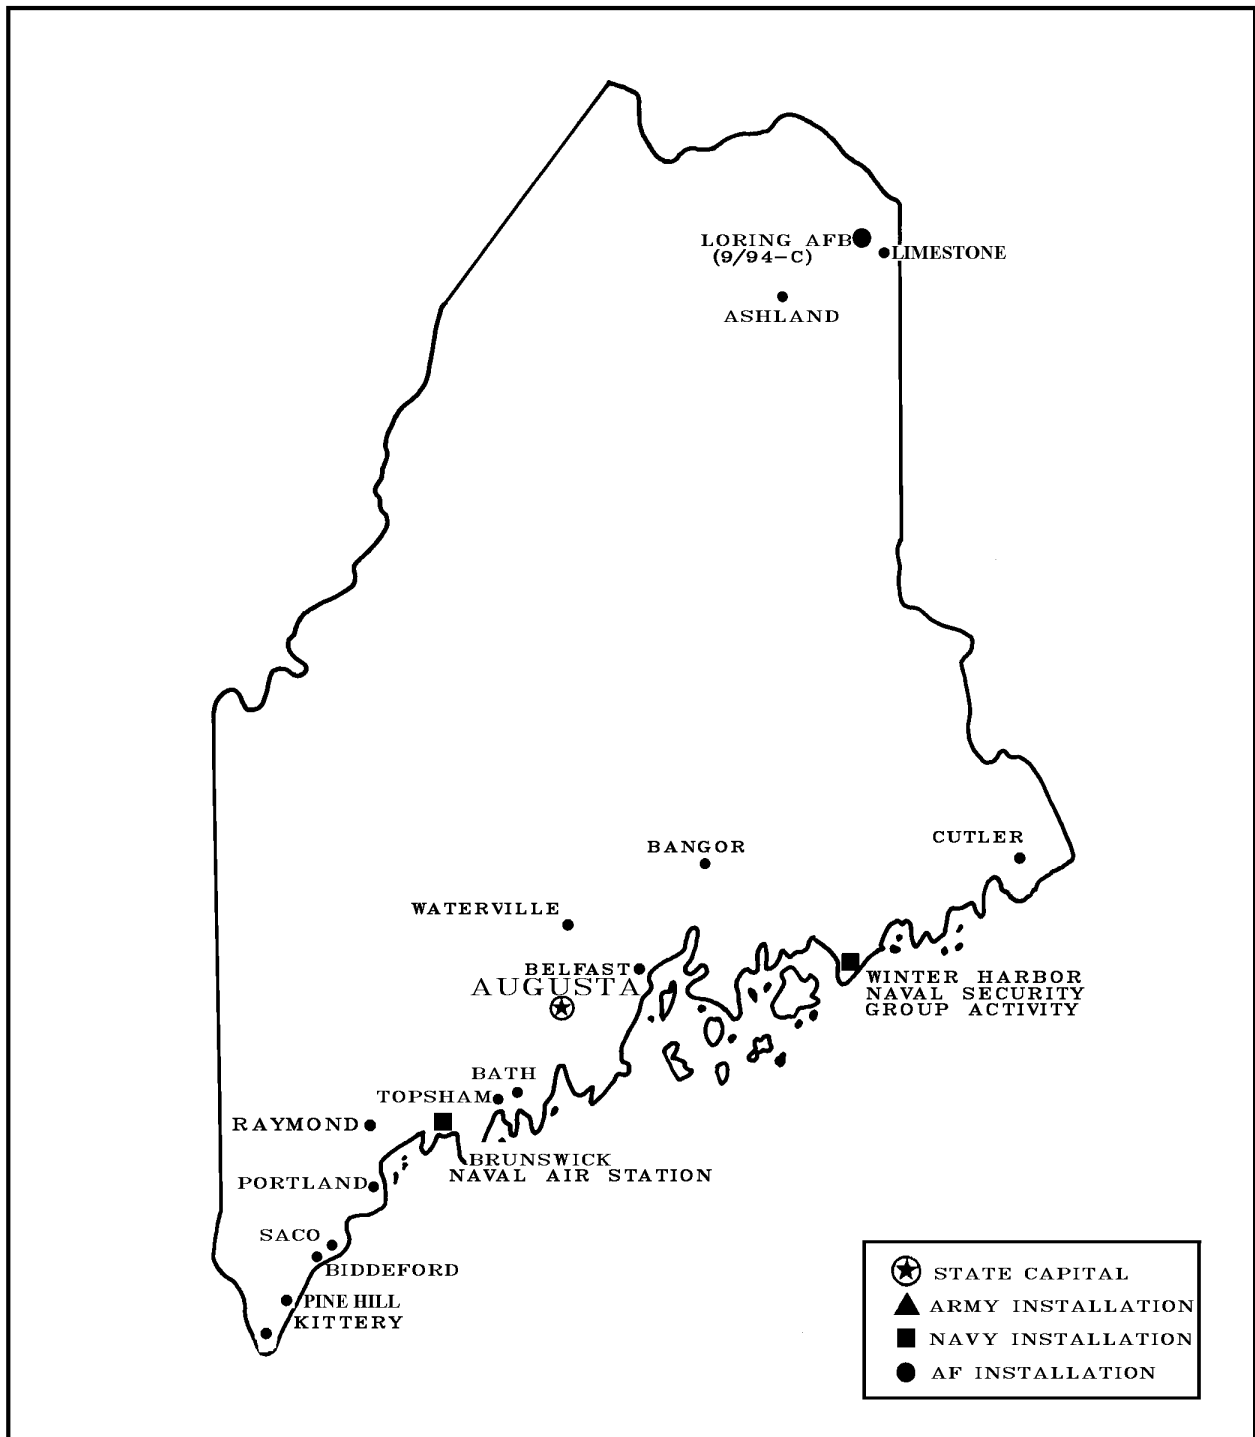 LORING AFB
(9/94-C)
LIMESTONE
ASHLAND
CUTLER
BANGOR
WATERVILLE
BELFAST
AUGUSTA
WINTER HARBOR
NAVAL SECURITY
GROUP ACTIVITY
BATH
TOPSHAM
RAYMOND
BRUNSWICK
NAVAL AIR STATION
PORTLAND
SACO
BIDDEFORD
PINE HILL
KITTERY
STATE CAPITAL
ARMY INSTALLATION
NAVY INSTALLATION
AF INSTALLATION